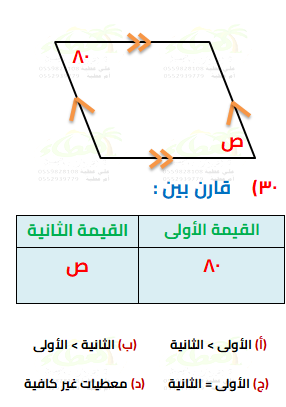 ٨٠
ص
٣٠) قارن بين :
القيمة الأولى القيمة الثانية
٨٠ ص
(أ) الأولى > الثانية (ب) الثانية > الأولى
(ج) الأولى = الثانية (د) معطيات غير كافية